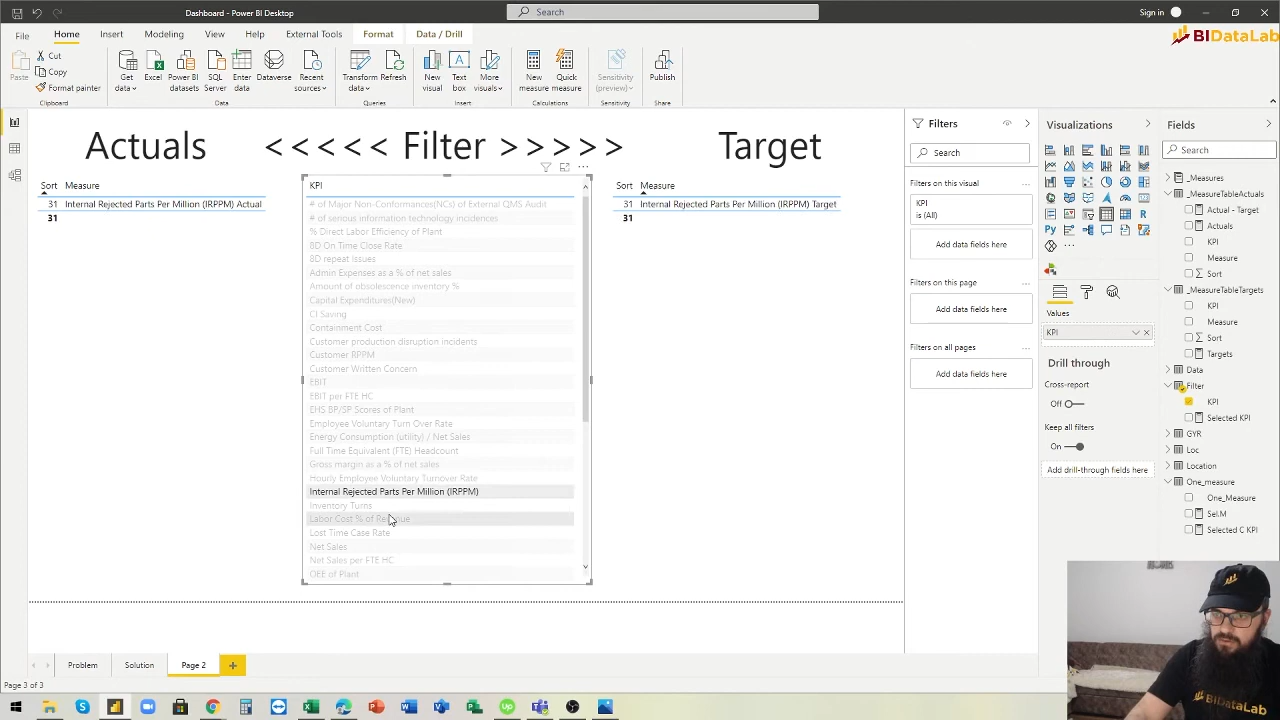 Dashboard - Power BI Desktop
Search
Sign in
BIDataLab
File
Home
Insert
Modeling
View
Help
External Tools
Format
Data / Drill
Paste
Cut
Copy
Format painter
Clipboard
Get data
Excel
Power BI datasets
SQL Server
Enter data
Dataverse
Recent sources
Data
Transform data
Refresh
Queries
New visual
Text box
More visuals
Insert
New measure
Quick measure
Calculations
Sensitivity (preview)
Sensitivity
Publish
Share
Actuals
<<<<< Filter >>>>>
Target
Sort Measure
31 Internal Rejected Parts Per Million (IRPPM) Actual
31
KPI
# of Major Non-Conformances(NCs) of External QMS Audit
# of serious information technology incidences
% Direct Labor Efficiency of Plant
8D On Time Close Rate
8D repeat Issues
Admin Expenses as a % of net sales
Amount of obsolescence inventory %
Capital Expenditures(New)
CI Saving
Containment Cost
Customer production disruption incidents
Customer RPPM
Customer Written Concern
EBIT
EBIT per FTE HC
EHS BP/SP Scores of Plant
Employee Voluntary Turn Over Rate
Energy Consumption (utility) / Net Sales
Full Time Equivalent (FTE) Headcount
Gross margin as a % of net sales
Hourly Employee Voluntary Turnover Rate
Internal Rejected Parts Per Million (IRPPM)
Inventory Turns
Labor Cost % of Revenue
Lost Time Case Rate
Net Sales
Net Sales per FTE HC
OEE of Plant
Sort Measure
31 Internal Rejected Parts Per Million (IRPPM) Target
31
Filters
Search
Filters on this visual
KPI
is (All)
Add data fields here
Filters on this page
Add data fields here
Filters on all pages
Add data fields here
Visualizations
Values
KPI
Drill through
Cross-report
Off
Keep all filters
On
Add drill-through fields here
Fields
Search
_Measures
_MeasureTableActuals
Actual - Target
Actuals
KPI
Measure
Sort
_MeasureTableTargets
KPI
Measure
Sort
Targets
Data
Filter
KPI
Selected KPI
GYR
Loc
Location
One_measure
One_Measure
Sel.M
Selected C KPI
Problem
Solution
Page 2
Page 3 of 3
BIDATALAB